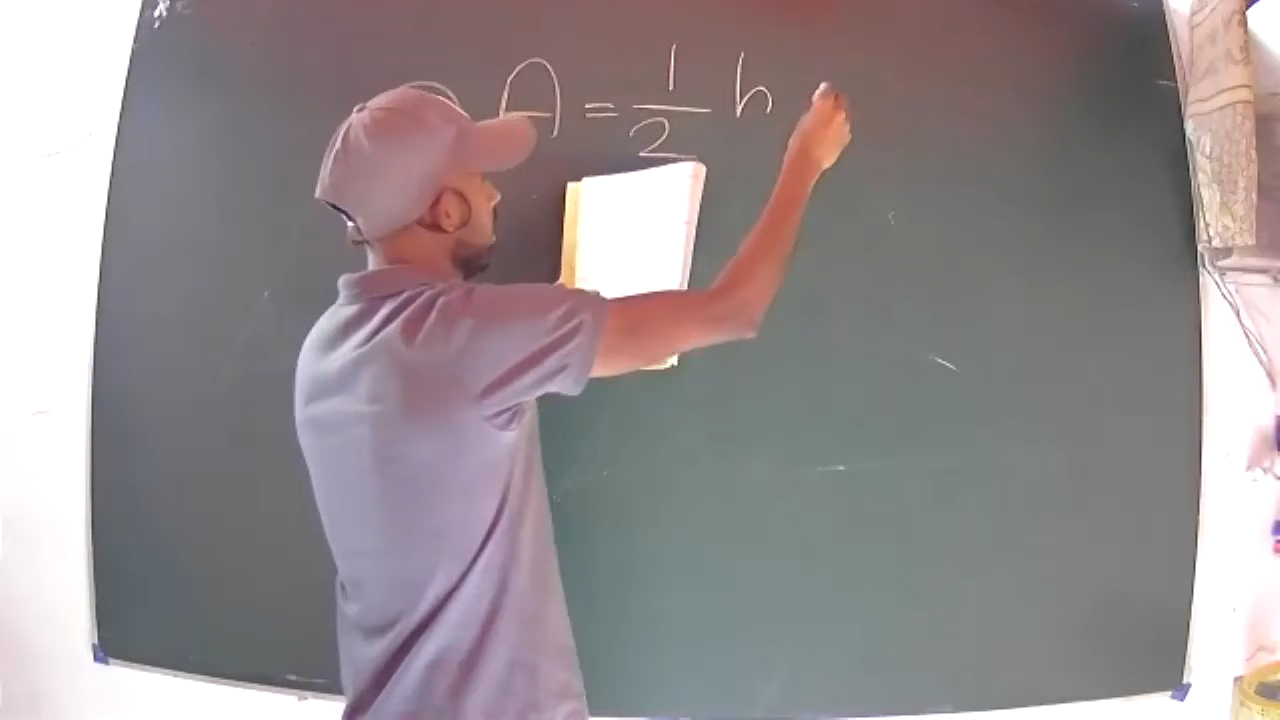 A = 1/2 h